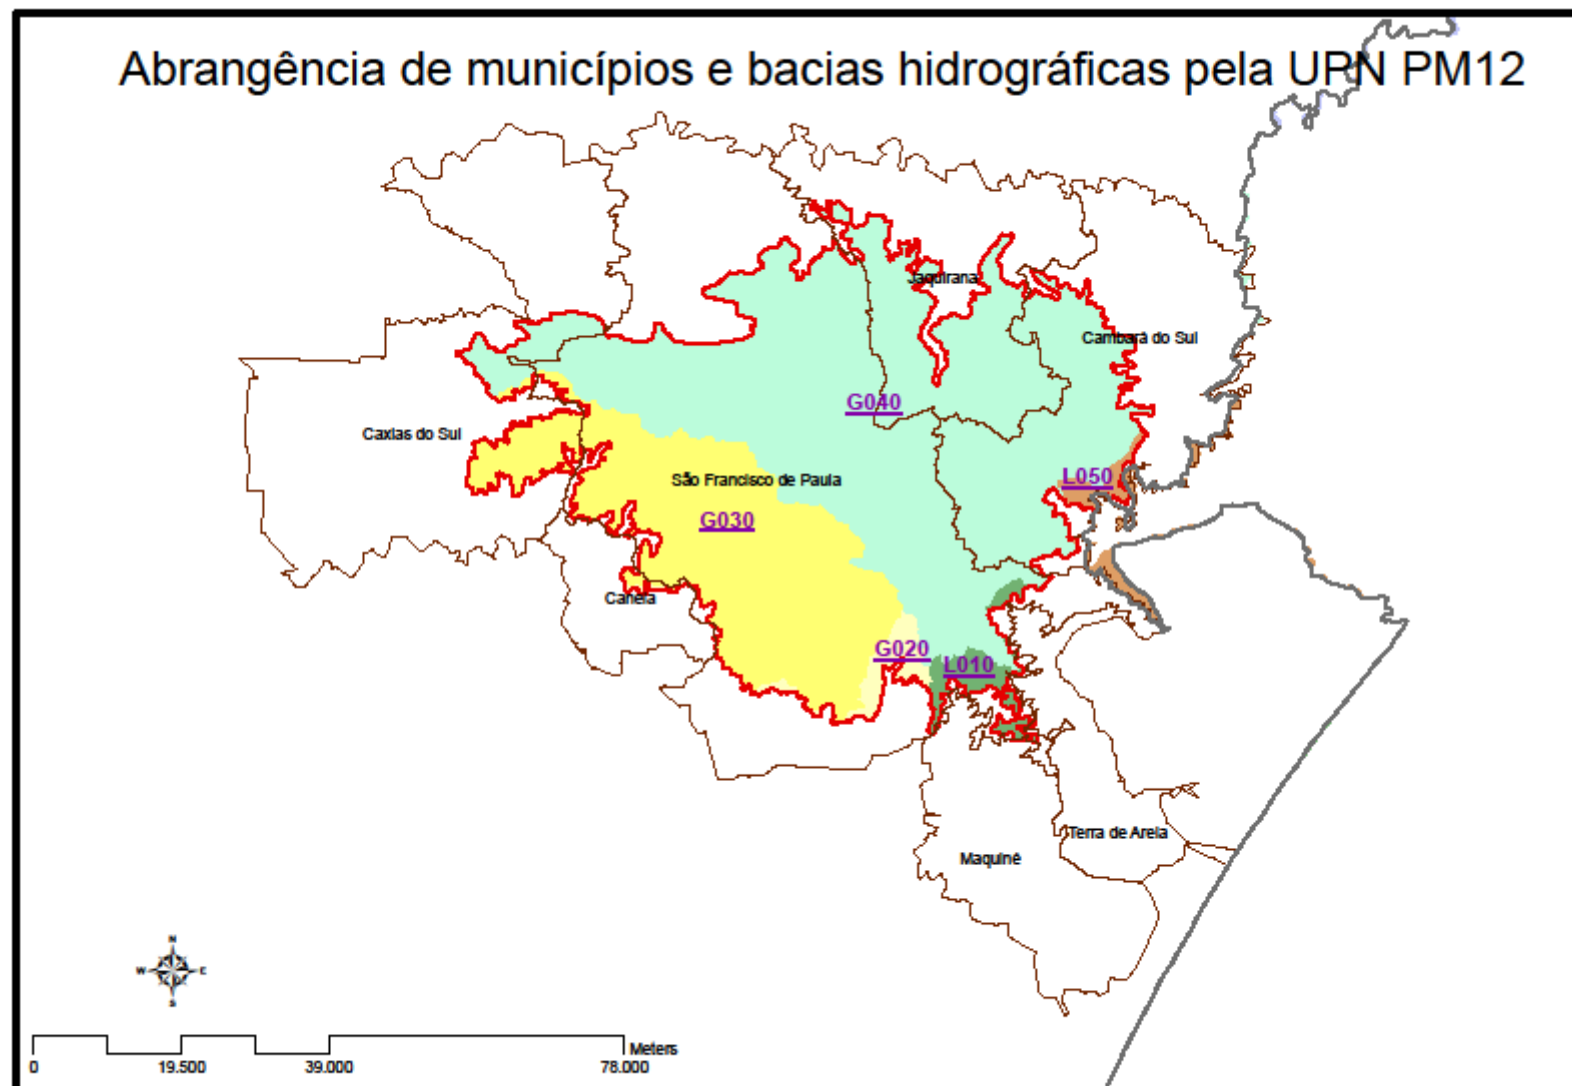 Abrangência de municípios e bacias hidrográficas pela UPN PM12
Jaquirana
Cambará do Sul
G040
Caxias do Sul
São Francisco de Paula
L050
G030
Canela
G020
L010
Terra de Areia
Maquiné
N
W E
S
Meters
0 19.500 39.000 78.000